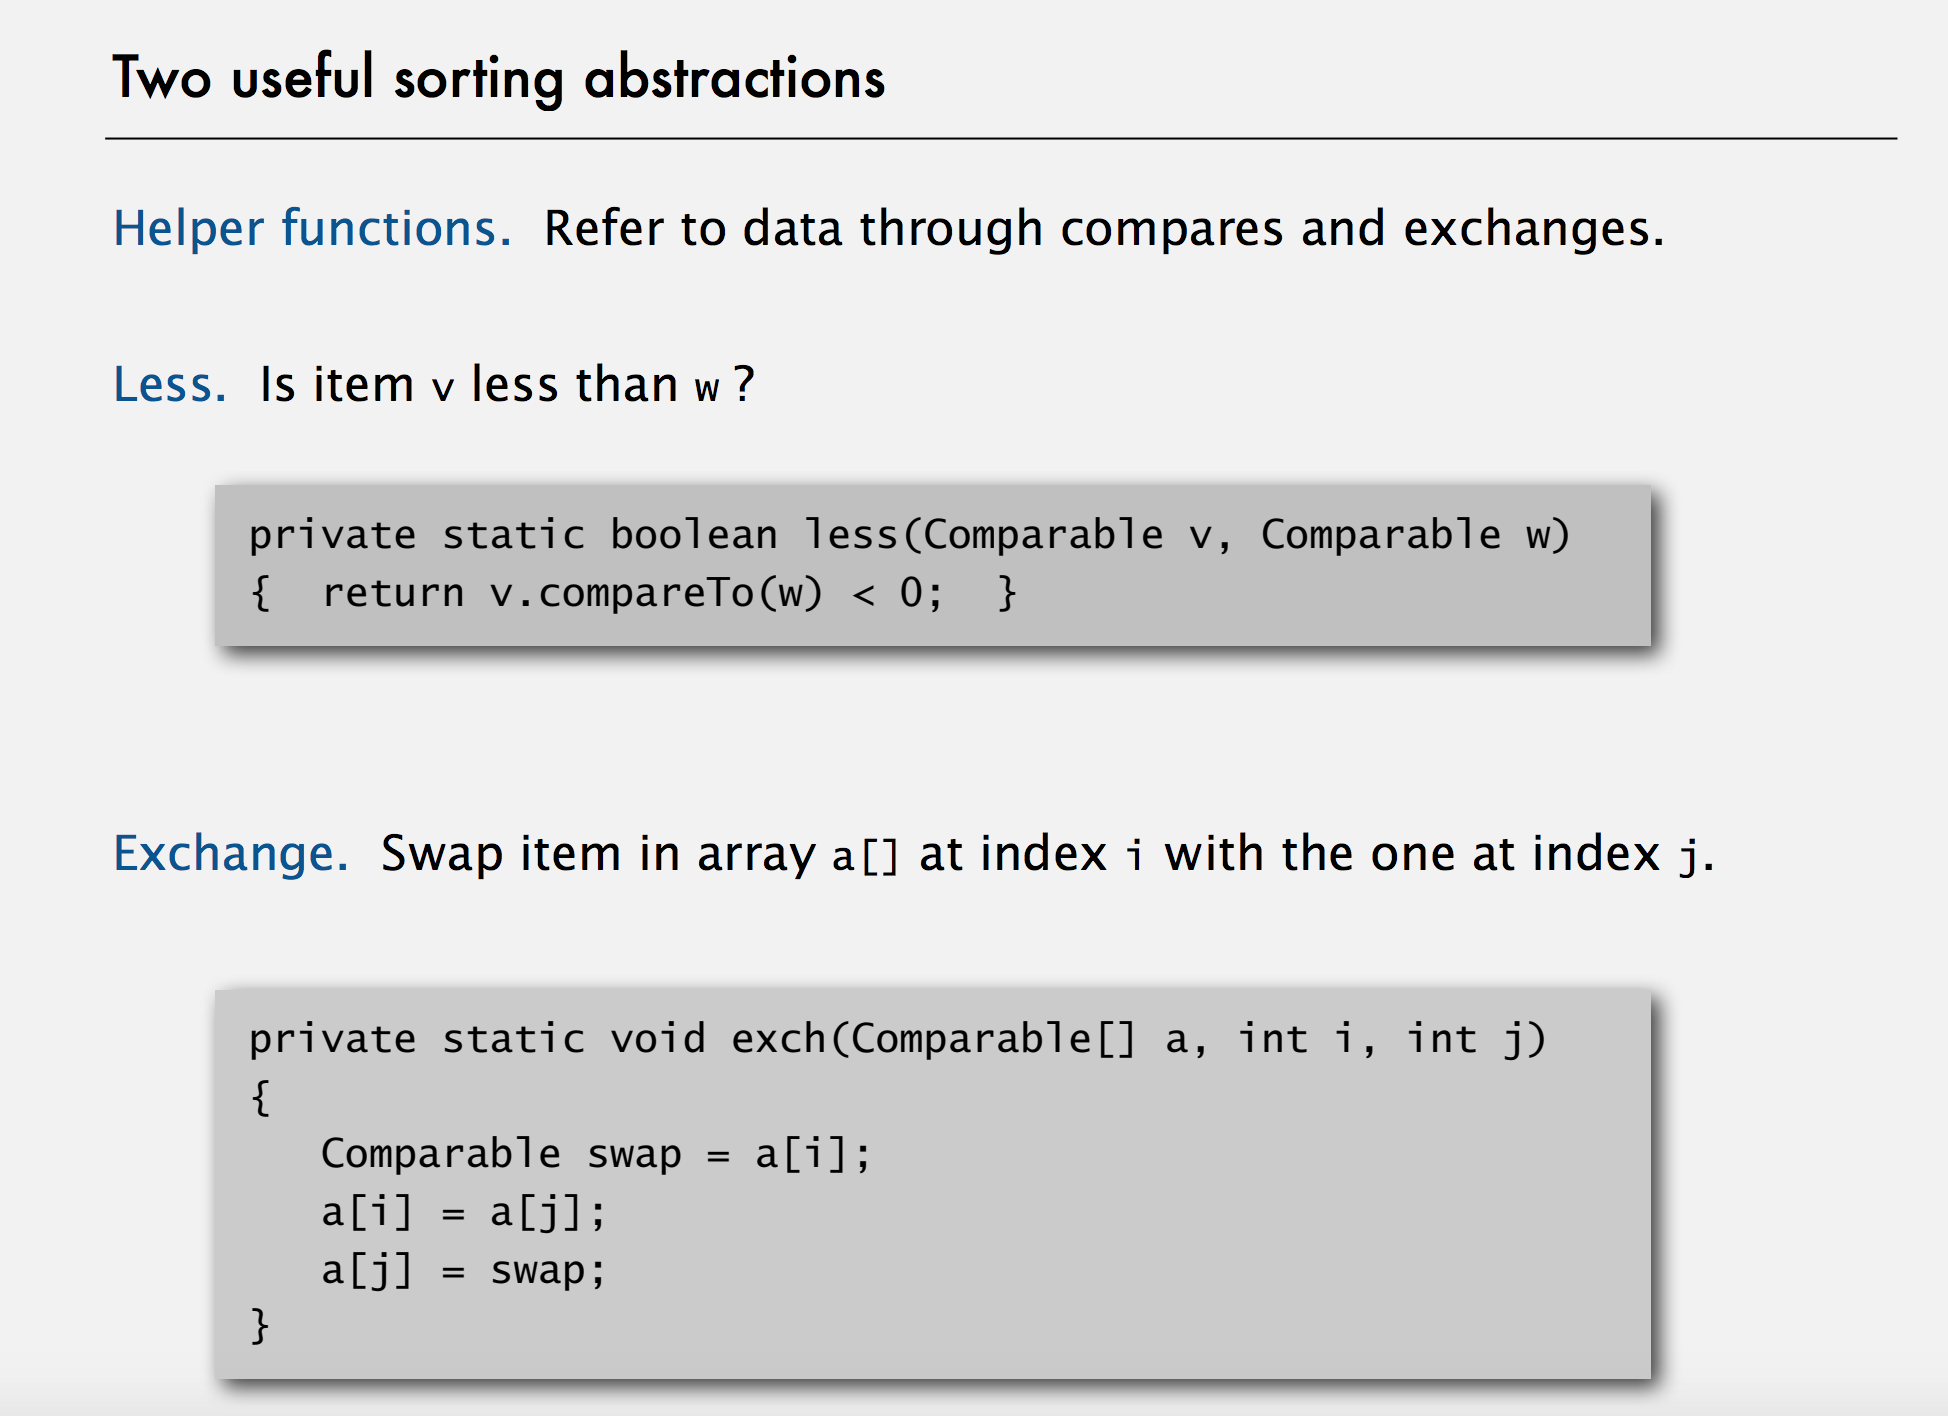 Two useful sorting abstractions
Helper functions. Refer to data through compares and exchanges.
Less. Is item v less than w ?
private static boolean less(Comparable v, Comparable w)
{  return v.compareTo(w) < 0;  }
Exchange. Swap item in array a[] at index i with the one at index j.
private static void exch(Comparable[] a, int i, int j)
{
   Comparable swap = a[i];
   a[i] = a[j];
   a[j] = swap;
}